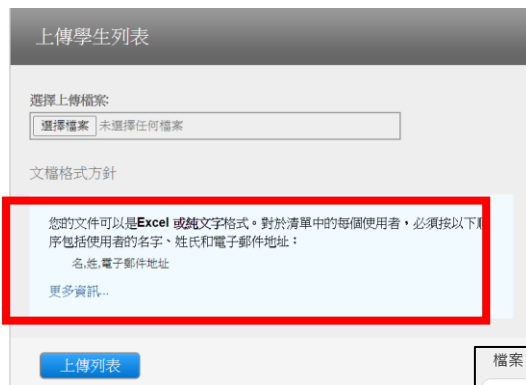 上傳學生列表
選擇上傳檔案:
選擇檔案 未選擇任何檔案
文檔格式方針
您的文件可以是Excel 或純文字格式。對於清單中的每個使用者，必須按以下順
序包括使用者的名字、姓氏和電子郵件地址：
名,姓,電子郵件地址
更多資訊...
上傳列表
檔案